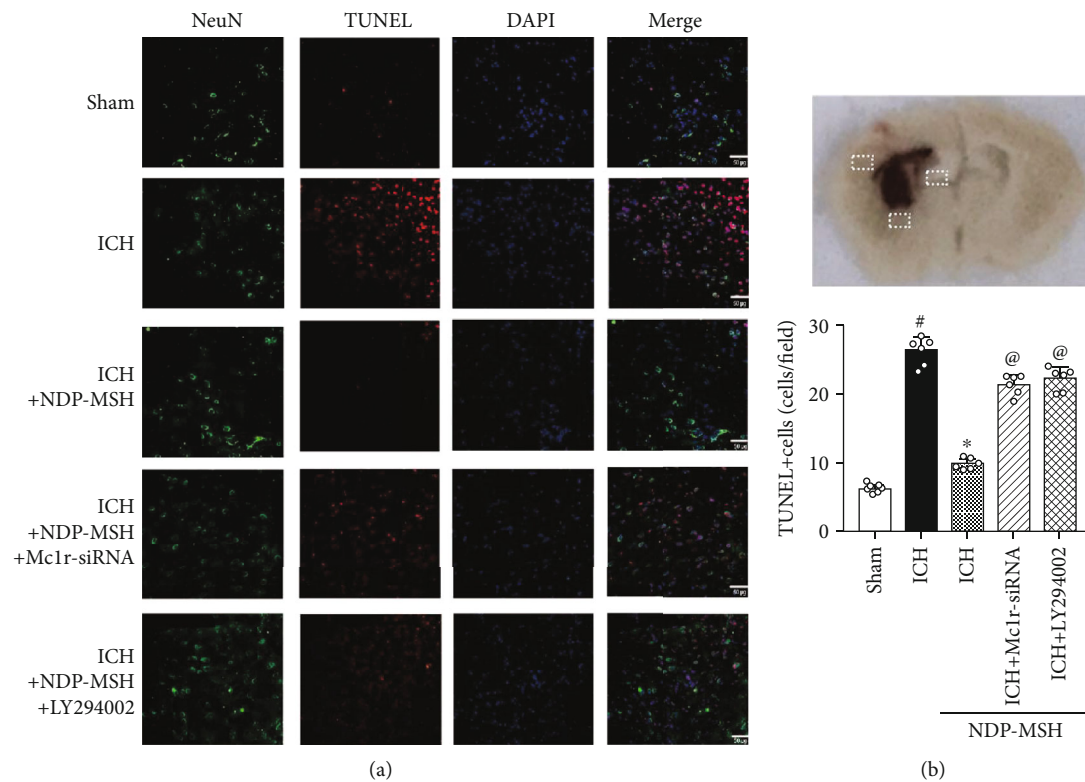 NeuN TUNEL DAPI Merge
Sham
ICH
ICH
+NDP-MSH
ICH
+NDP-MSH
+Mc1r-siRNA
ICH
+NDP-MSH
+LY294002
(a)
TUNEL+cells (cells/field)
30
20
10
0
#
*
@
@
Sham
ICH
ICH
ICH+Mc1r-siRNA
ICH+LY294002
NDP-MSH
(b)